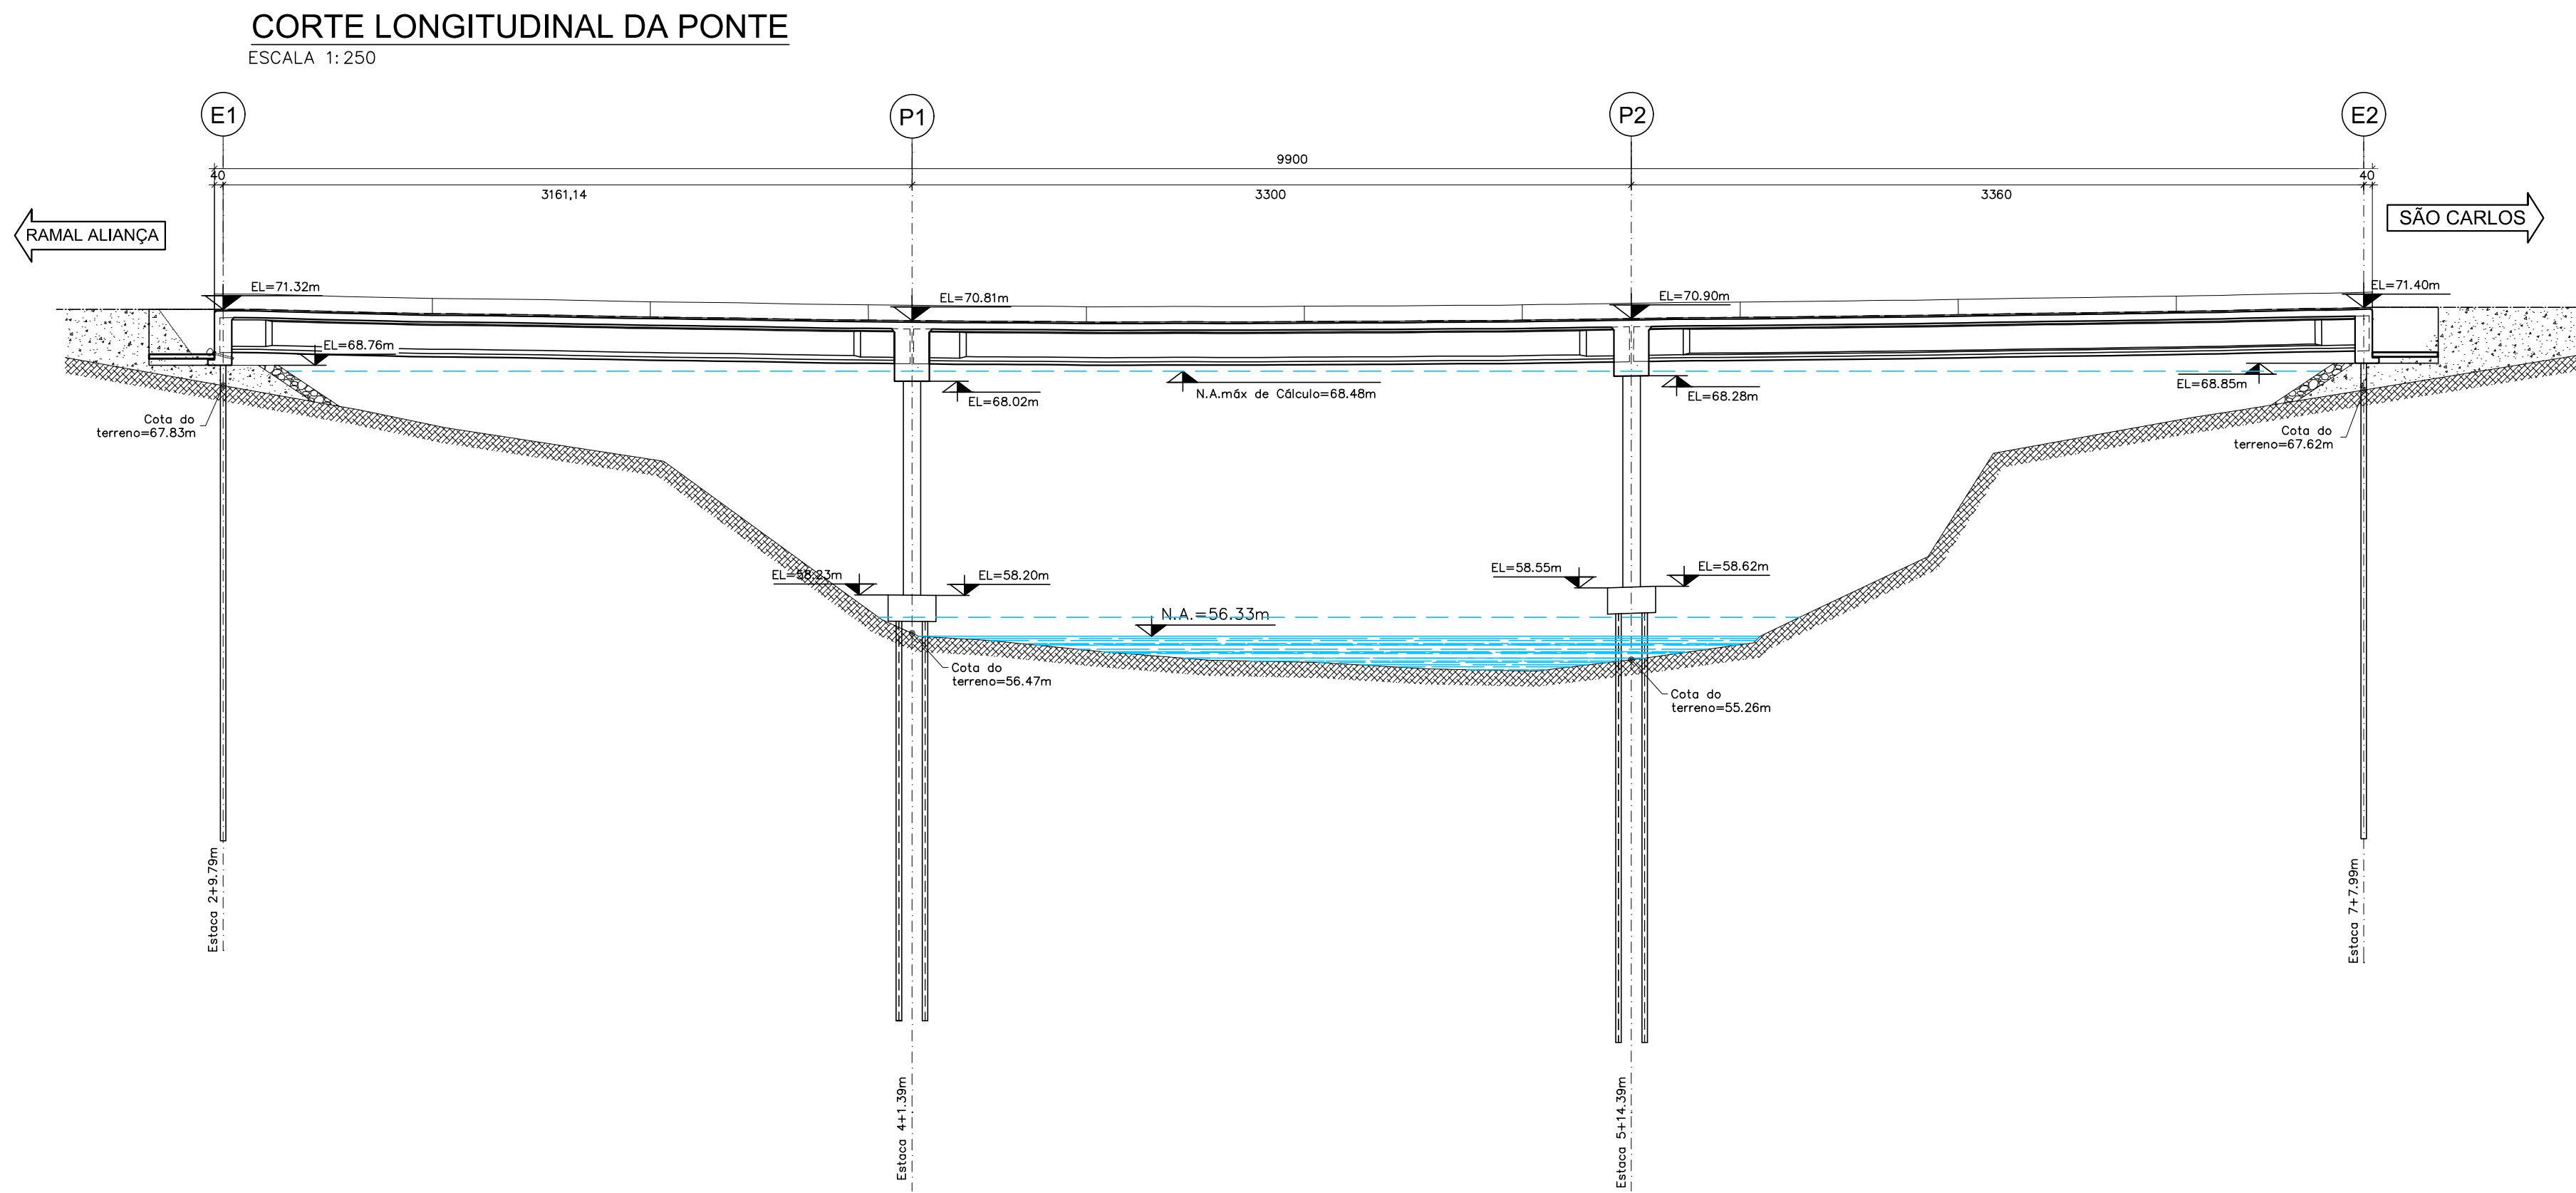 CORTE LONGITUDINAL DA PONTE
ESCALA 1:250
E1
P1
P2
E2
9900
40
3161,14
3300
3360
40
RAMAL ALIANÇA
SÃO CARLOS
EL=71.32m
EL=70.81m
EL=70.90m
EL=71.40m
EL=68.76m
EL=68.02m
N.A.máx de Cálculo=68.48m
EL=68.28m
EL=68.85m
Cota do
terreno=67.83m
Cota do
terreno=67.62m
EL=58.23m
EL=58.20m
EL=58.55m
EL=58.62m
N.A.=56.33m
Cota do
terreno=56.47m
Cota do
terreno=55.26m
Estaca 2+9.79m
Estaca 4+1.39m
Estaca 5+14.39m
Estaca 7+7.99m